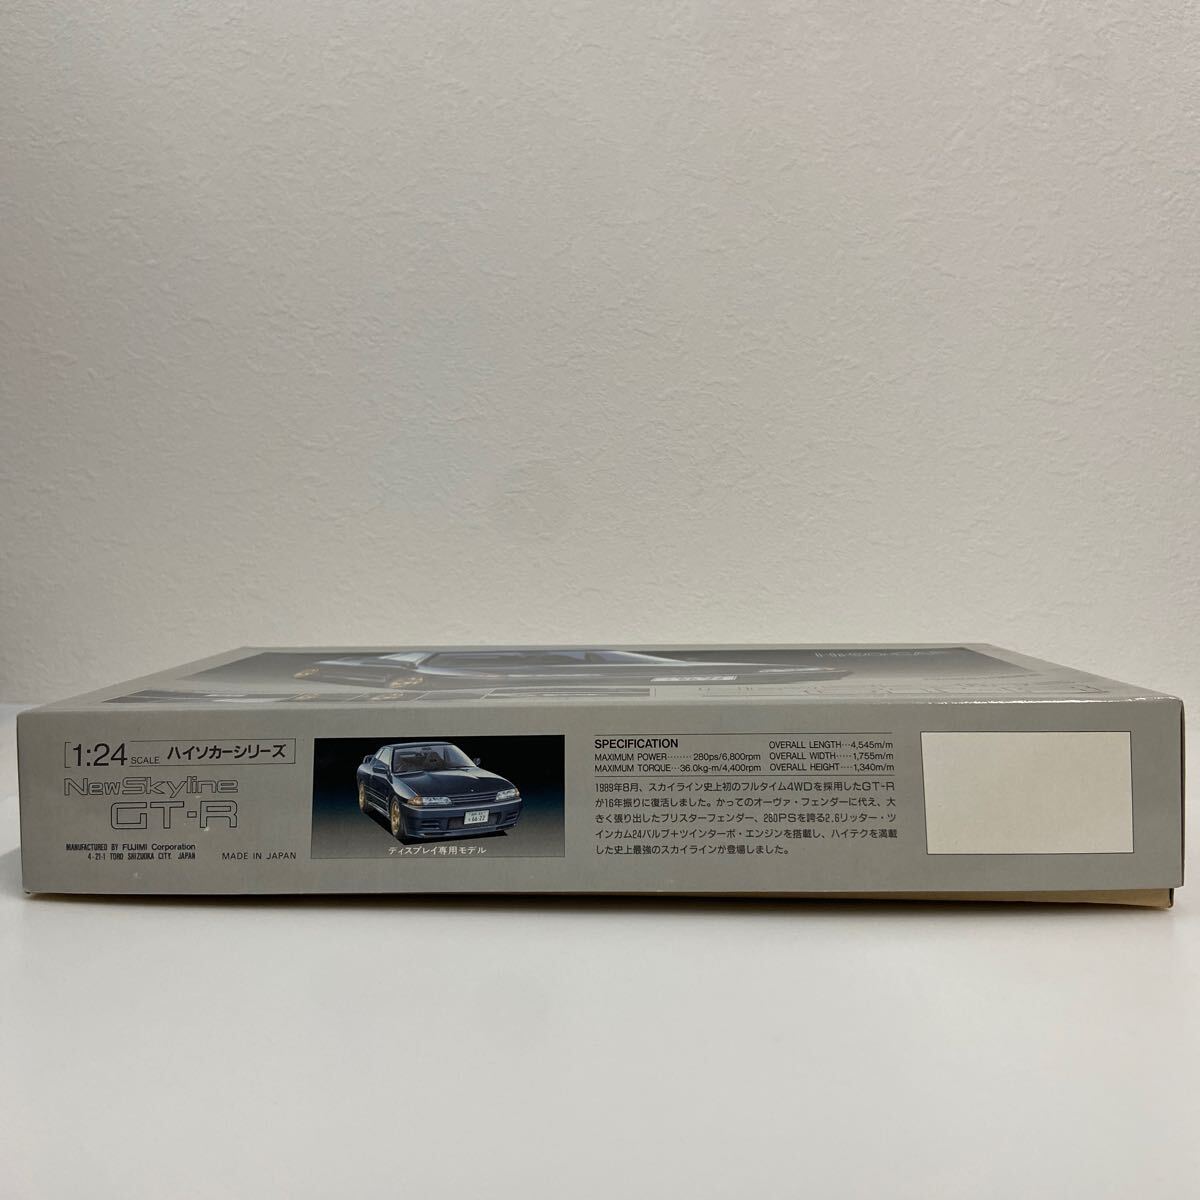 HI-SOCAR
1:24 SCALE ハイソカーシリーズ
New Skyline
GT-R
MANUFACTURED BY FUJIMI Corporation
4-21-1 TORO SHIZUOKA CITY. JAPAN
MADE IN JAPAN
ディスプレイ専用モデル
SPECIFICATION
MAXIMUM POWER········280ps/6,800rpm
MAXIMUM TORQUE···36.0kg-m/4,400rpm
OVERALL LENGTH···4,545m/m
OVERALL WIDTH·····1,755m/m
OVERALL HEIGHT····1,340m/m
1989年8月、スカイライン史上初のフルタイム4WDを採用したGT-R
が16年振りに復活しました。かってのオーヴァ・フェンダーに代え、大
きく張り出したブリスターフェンダー、280PSを誇る2.6リッター・ツ
インカム24バルブ+ツインターボ・エンジンを搭載し、ハイテクを満載
した史上最強のスカイラインが登場しました。